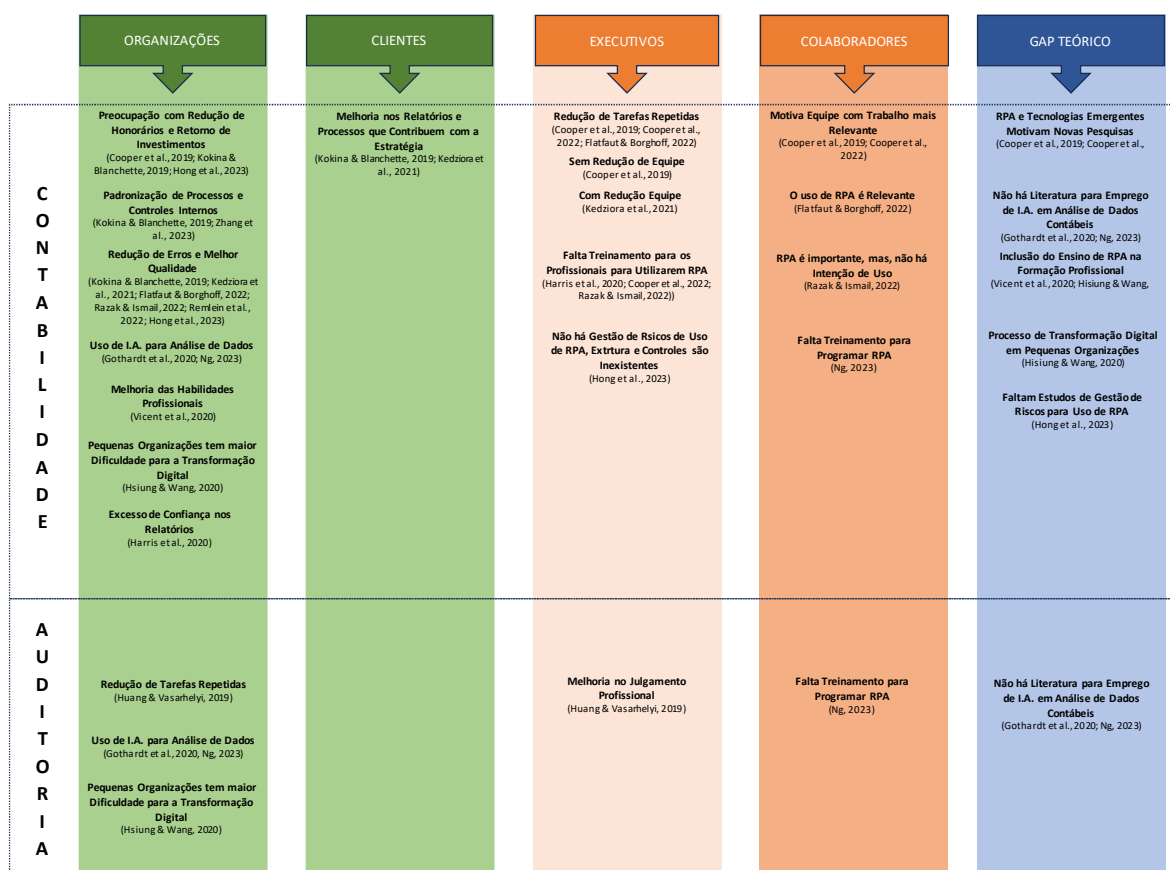 ORGANIZAÇÕES
CLIENTES
EXECUTIVOS
COLABORADORES
GAP TEÓRICO
CONTABILIDADE
Preocupação com Redução de
Honorários e Retorno de
Investimentos
(Cooper et al., 2019; Kokina &
Blanchette, 2019; Hong et al., 2023)
Padronização de Processos e
Controles Internos
(Kokina & Blanchette, 2019; Zhang et
al., 2023)
Redução de Erros e Melhor
Qualidade
(Kokina & Blanchette, 2019; Kedziora et
al., 2021; Flatfaut & Borghoff, 2022;
Razak & Ismail, 2022; Remlein et al.,
2022; Hong et al., 2023)
Uso de I.A. para Análise de Dados
(Gothardt et al., 2020; Ng, 2023)
Melhoria das Habilidades
Profissionais
(Vicent et al., 2020)
Pequenas Organizações tem maior
Dificuldade para a Transformação
Digital
(Hsiung & Wang, 2020)
Excesso de Confiança nos
Relatórios
(Harris et al., 2020)
Melhoria nos Relatórios e
Processos que Contribuem com a
Estratégia
(Kokina & Blanchette, 2019; Kedziora et
al., 2021)
Redução de Tarefas Repetidas
(Cooper et al., 2019; Cooper et al.,
2022; Flatfaut & Borghoff, 2022)
Sem Redução de Equipe
(Cooper et al., 2019)
Com Redução Equipe
(Kedziora et al., 2021)
Falta Treinamento para os
Profissionais para Utilizarem RPA
(Harris et al., 2020; Cooper et al., 2022;
Razak & Ismail, 2022))
Não há Gestão de Rsicos de Uso
de RPA, Extrtura e Controles são
Inexistentes
(Hong et al., 2023)
Motiva Equipe com Trabalho mais
Relevante
(Cooper et al., 2019; Cooper et al.,
2022)
O uso de RPA é Relevante
(Flatfaut & Borghoff, 2022)
RPA é importante, mas, não há
Intenção de Uso
(Razak & Ismail, 2022)
Falta Treinamento para
Programar RPA
(Ng, 2023)
RPA e Tecnologias Emergentes
Motivam Novas Pesquisas
(Cooper et al., 2019; Cooper et al.,
Não há Literatura para Emprego
de I.A. em Análise de Dados
Contábeis
(Gothardt et al., 2020; Ng, 2023)
Inclusão do Ensino de RPA na
Formação Profissional
(Vicent et al., 2020; Hisiung & Wang,
Processo de Transformação Digital
em Pequenas Organizações
(Hisiung & Wang, 2020)
Faltam Estudos de Gestão de
Riscos para Uso de RPA
(Hong et al., 2023)
AUDITORIA
Redução de Tarefas Repetidas
(Huang & Vasarhelyi, 2019)
Uso de I.A. para Análise de Dados
(Gothardt et al., 2020, Ng, 2023)
Pequenas Organizações tem maior
Dificuldade para a Transformação
Digital
(Hsiung & Wang, 2020)
Melhoria no Julgamento
Profissional
(Huang & Vasarhelyi, 2019)
Falta Treinamento para
Programar RPA
(Ng, 2023)
Não há Literatura para Emprego
de I.A. em Análise de Dados
Contábeis
(Gothardt et al., 2020; Ng, 2023)